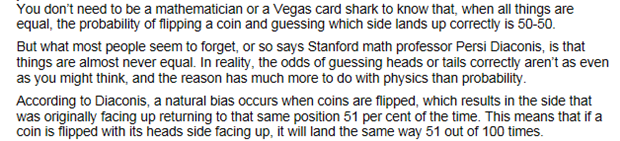 You don't need to be a mathematician or a Vegas card shark to know that, when all things are
equal, the probability of flipping a coin and guessing which side lands up correctly is 50-50.
But what most people seem to forget, or so says Stanford math professor Persi Diaconis, is that
things are almost never equal. In reality, the odds of guessing heads or tails correctly aren't as even
as you might think, and the reason has much more to do with physics than probability.
According to Diaconis, a natural bias occurs when coins are flipped, which results in the side that
was originally facing up returning to that same position 51 per cent of the time. This means that if a
coin is flipped with its heads side facing up, it will land the same way 51 out of 100 times.